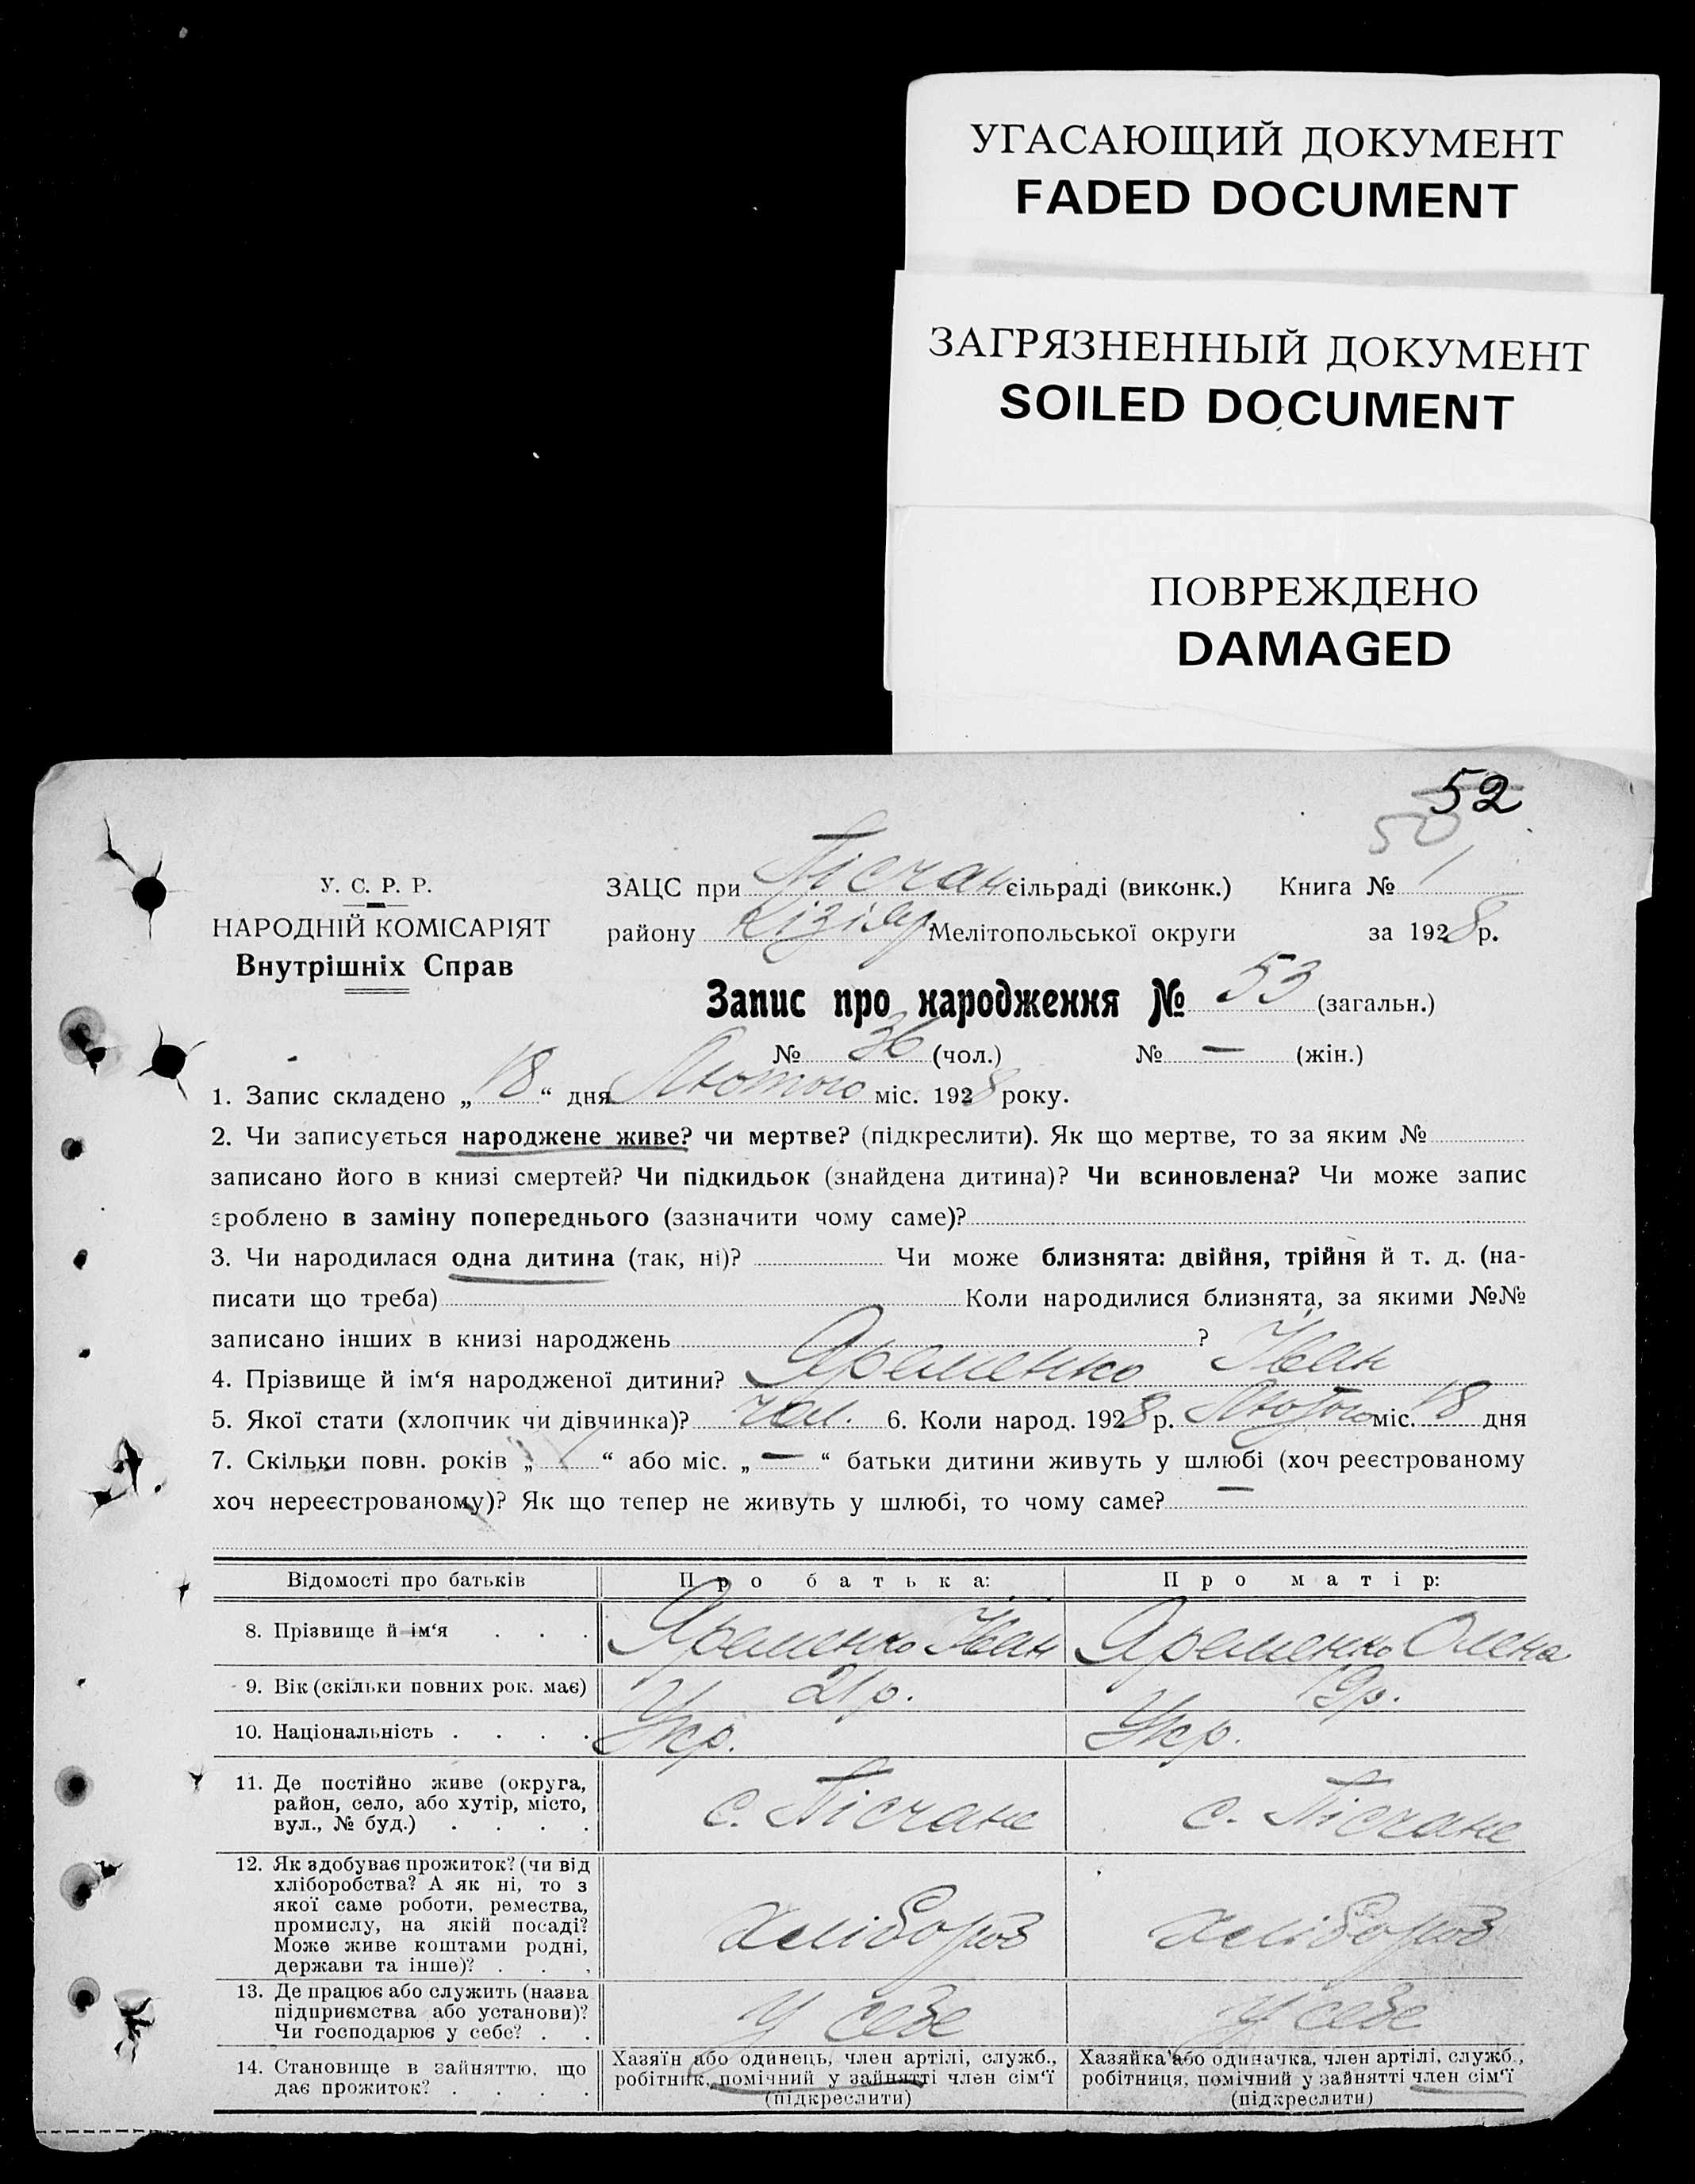 УГАСАЮЩИЙ ДОКУМЕНТ
FADED DOCUMENT
ЗАГРЯЗНЕННЫЙ ДОКУМЕНТ
SOILED DOCUMENT
ПОВРЕЖДЕНО
DAMAGED
52
50
У. С. Р. Р.
НАРОДНІЙ КОМІСАРІЯТ
Внутрішніх Справ
ЗАЦС при Пісчан сільраді (виконк.) Книга № 1
району Кізіяр Мелітопольської округи за 1928 р.
Запис про народження № 53 (загальн.)
№ 36 (чол.) № — (жін.)
1. Запис складено „ 18 “ дня Лютого міс. 1928 року.
2. Чи записується народжене живе? чи мертве? (підкреслити). Як що мертве, то за яким №
записано його в книзі смертей? Чи підкидьок (знайдена дитина)? Чи всиновлена? Чи може запис
зроблено в заміну попереднього (зазначити чому саме)?
3. Чи народилася одна дитина (так, ні)? Чи може близнята: двійня, трійня й т. д. (на-
писати що треба) Коли народилися близнята, за якими №№
записано інших в книзі народжень ?
4. Прізвище й ім‘я народженої дитини? Яременко Іван
5. Якої стати (хлопчик чи дівчинка)? чол. 6. Коли народ. 1928 р. Лютого міс. 18 дня
7. Скільки повн. років „ 1 “ або міс. „ — “ батьки дитини живуть у шлюбі (хоч реєстрованому
хоч нереєстрованому)? Як що тепер не живуть у шлюбі, то чому саме? —
Відомості про батьків Про батька: Про матір:
8. Прізвище й ім‘я . . . Яременко Іван Яременко Олена
9. Вік (скільки повних рок. має) 21 р. 19 р.
10. Національність . . . . Укр. Укр.
11. Де постійно живе (округа,
район, село, або хутір, місто,
вул., № буд.) . . . .
с. Пісчане с. Пісчане
12. Як здобуває прожиток? (чи від
хліборобства? А як ні, то з
якої саме роботи, ремества,
промислу, на якій посаді?
Може живе коштами родні,
держави та інше)? . . .
хлібороб хлібороб
13. Де працює або служить (назва
підприємства або установи)?
Чи господарює у себе? . .
У себе У себе
14. Становище в зайняттю, що
дає прожиток? . . . .
Хазяїн або одинець, член артілі, служб.,
робітник, помічний у зайнятті член сім‘ї
(підкреслити)
Хазяйка або одиначка, член артілі, служб.,
робітниця, помічний у зайнятті член сім‘ї
(підкреслити)